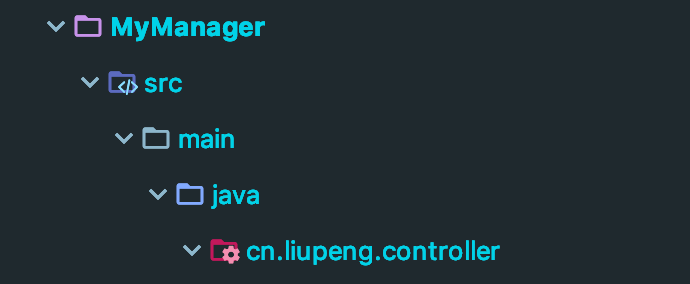 MyManager
src
main
java
cn.liupeng.controller